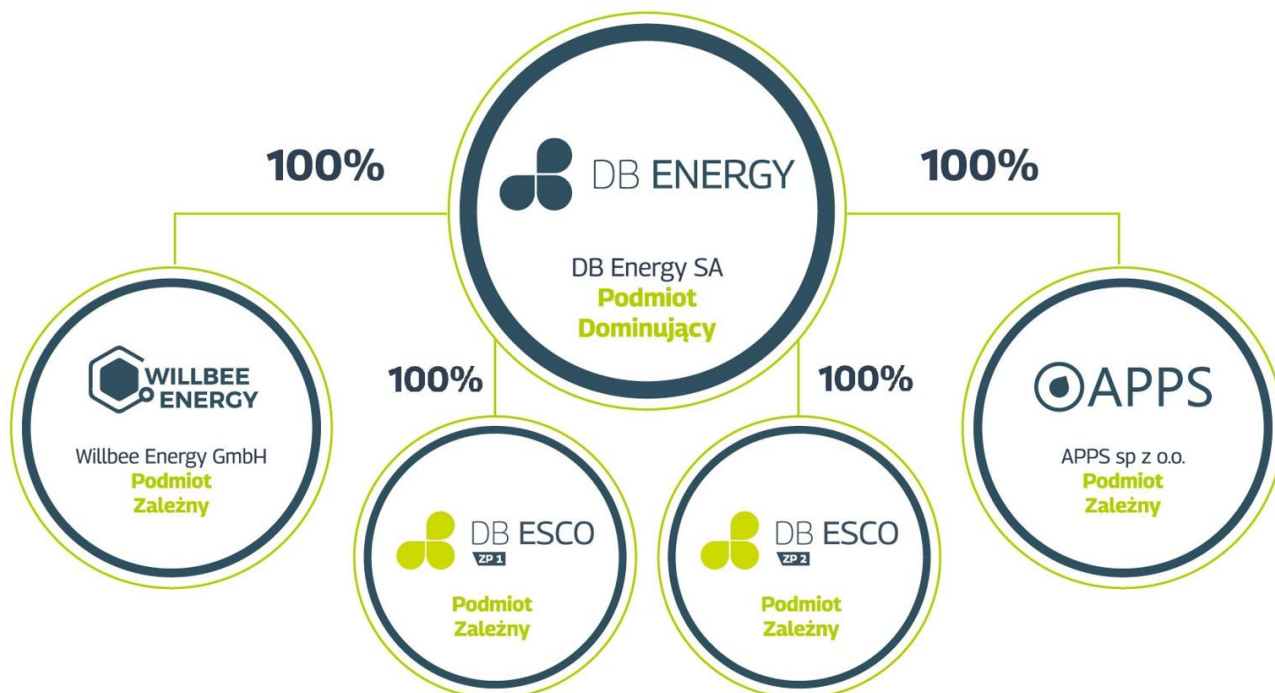 100%
DB ENERGY
100%
DB Energy SA
Podmiot
Dominujący
WILLBEE
ENERGY
Willbee Energy GmbH
Podmiot
Zależny
100%
100%
APPS
APPS sp z o.o.
Podmiot
Zależny
DB ESCO
ZP 1
Podmiot
Zależny
DB ESCO
ZP 2
Podmiot
Zależny